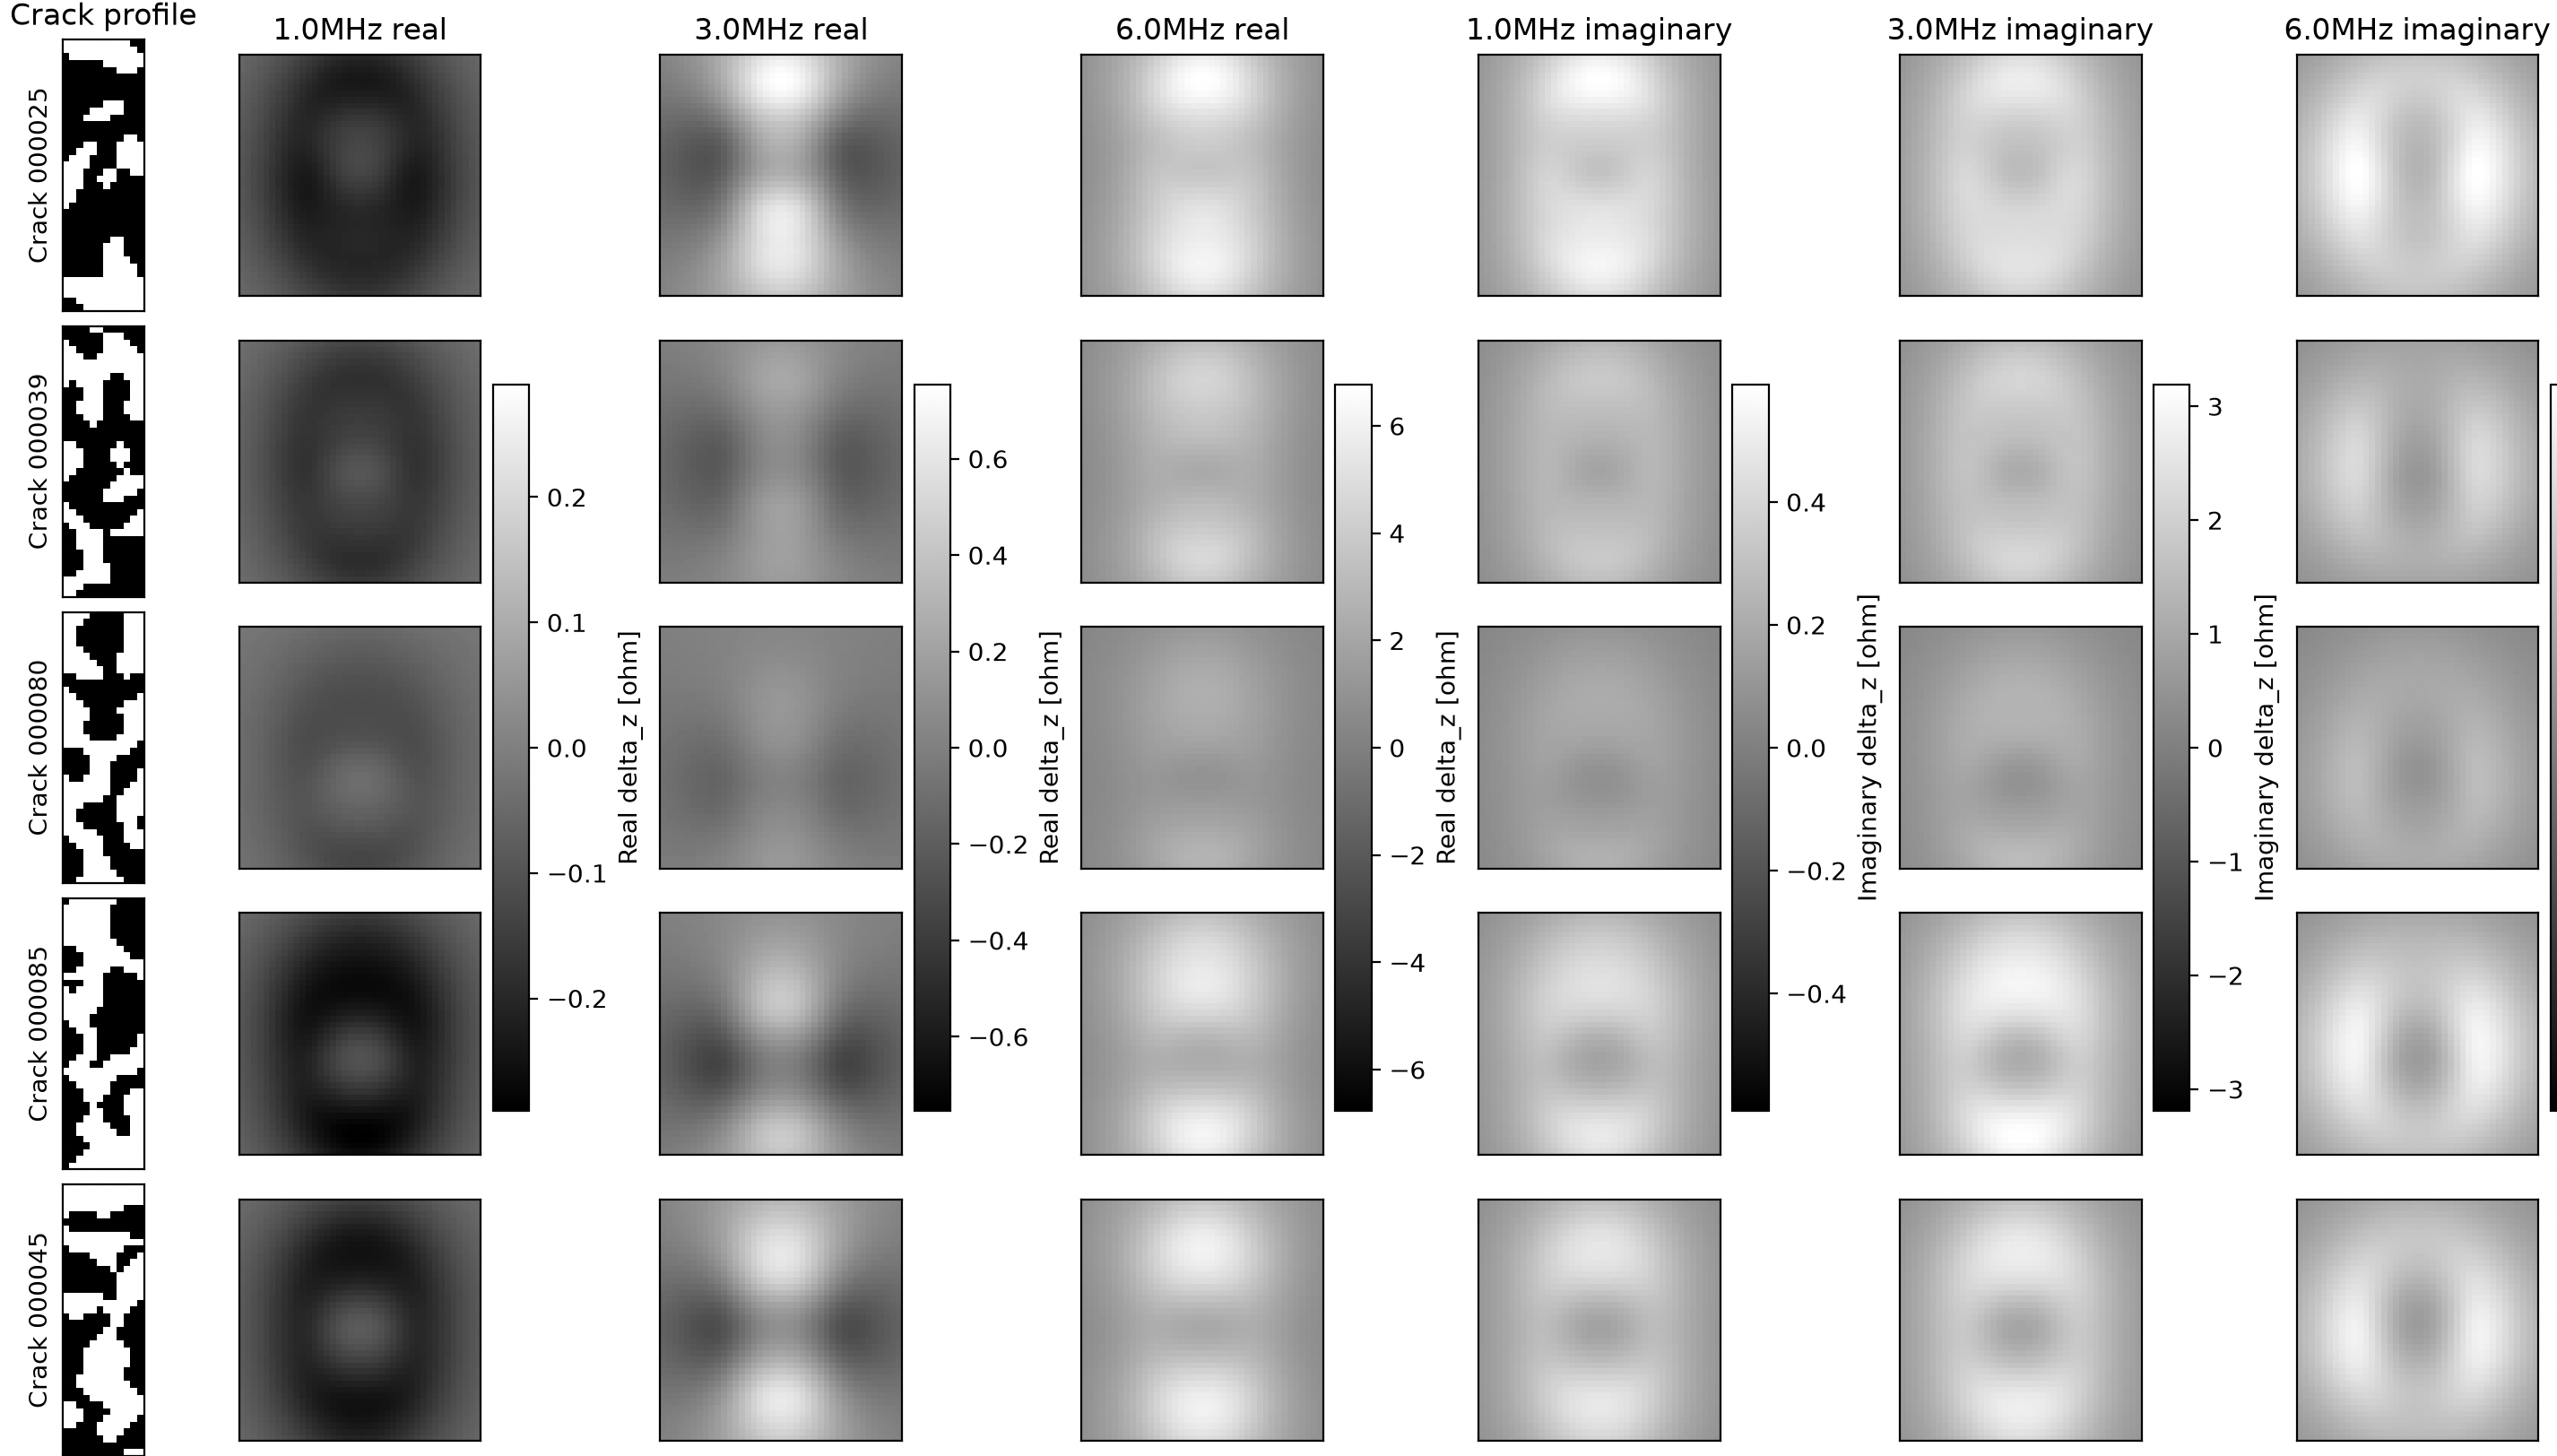 Crack profile
1.0MHz real
3.0MHz real
6.0MHz real
1.0MHz imaginary
3.0MHz imaginary
6.0MHz imaginary
Crack 000025
Crack 000039
Crack 000080
Crack 000085
Crack 000045
0.2
0.1
0.0
−0.1
−0.2
Real delta_z [ohm]
0.6
0.4
0.2
0.0
−0.2
−0.4
−0.6
Real delta_z [ohm]
6
4
2
0
−2
−4
−6
Real delta_z [ohm]
0.4
0.2
0.0
−0.2
−0.4
Imaginary delta_z [ohm]
3
2
1
0
−1
−2
−3
Imaginary delta_z [ohm]